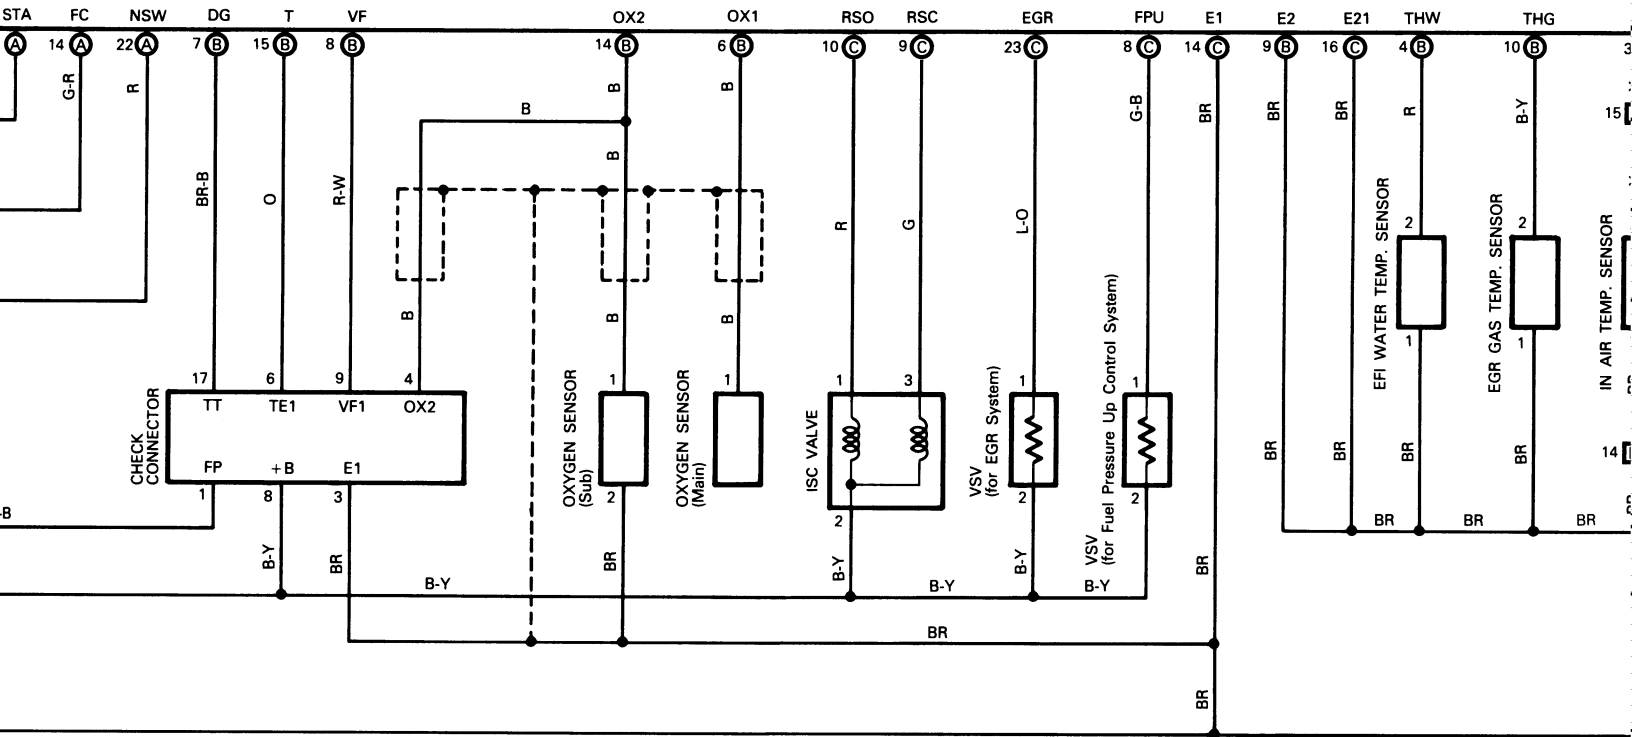 STA FC NSW DG T VF OX2 OX1 RSO RSC EGR FPU E1 E2 E21 THW THG
A 14 A 22 A 7 B 15 B 8 B 14 B 6 B 10 C 9 C 23 C 8 C 14 C 9 B 16 C 4 B 10 B 3
G-R R B B G-B BR BR BR R B-Y 15
B
B
BR-B O R-W R G L-O
B B B
2 2
EFI WATER TEMP. SENSOR
EGR GAS TEMP. SENSOR
IN AIR TEMP. SENSOR
1 1
17 6 9 4 1 1 1 3 1 1
TT TE1 VF1 OX2
CHECK
CONNECTOR
FP +B E1
OXYGEN SENSOR
(Sub)
OXYGEN SENSOR
(Main)
ISC VALVE
VSV
(for EGR System)
VSV
(for Fuel Pressure Up Control System)
BR BR BR BR 14
1 8 3 2 2 2 2
-B
BR BR BR
B-Y BR BR B-Y B-Y BR
B-Y B-Y B-Y
BR
BR